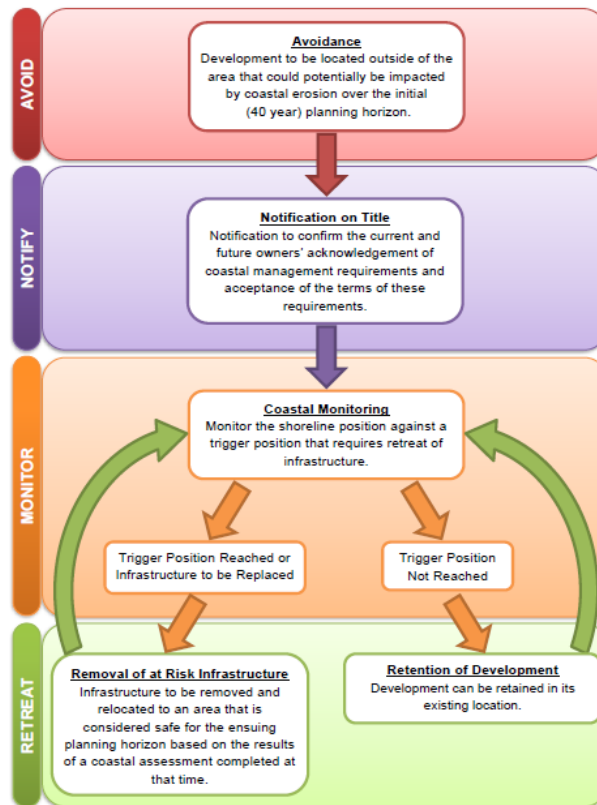 AVOID
Avoidance
Development to be located outside of the
area that could potentially be impacted
by coastal erosion over the initial
(40 year) planning horizon.
NOTIFY
Notification on Title
Notification to confirm the current and
future owners' acknowledgement of
coastal management requirements and
acceptance of the terms of these
requirements.
MONITOR
Coastal Monitoring
Monitor the shoreline position against a
trigger position that requires retreat of
infrastructure.
Trigger Position Reached or
Infrastructure to be Replaced
Trigger Position
Not Reached
RETREAT
Removal of at Risk Infrastructure
Infrastructure to be removed and
relocated to an area that is
considered safe for the ensuing
planning horizon based on the results
of a coastal assessment completed at
that time.
Retention of Development
Development can be retained in its
existing location.